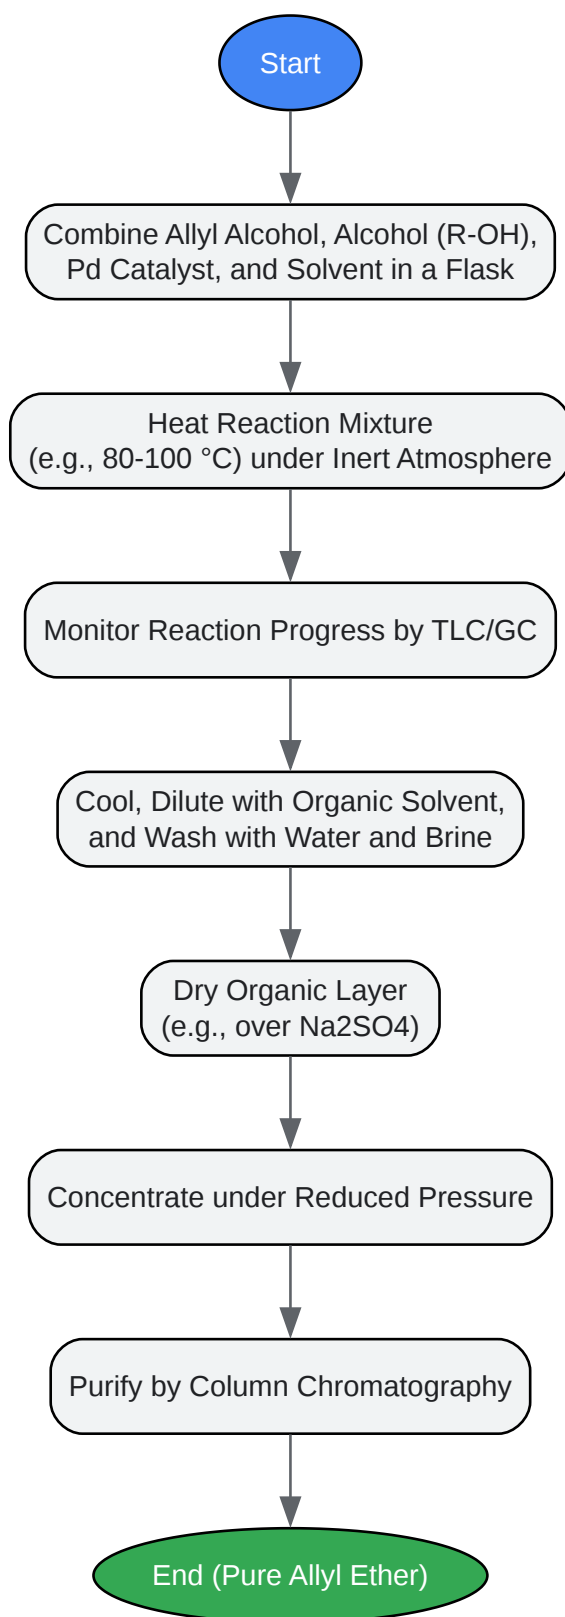 Start
Combine Allyl Alcohol, Alcohol (R-OH),
Pd Catalyst, and Solvent in a Flask
Heat Reaction Mixture
(e.g., 80-100 °C) under Inert Atmosphere
Monitor Reaction Progress by TLC/GC
Cool, Dilute with Organic Solvent,
and Wash with Water and Brine
Dry Organic Layer
(e.g., over Na2SO4)
Concentrate under Reduced Pressure
Purify by Column Chromatography
End (Pure Allyl Ether)